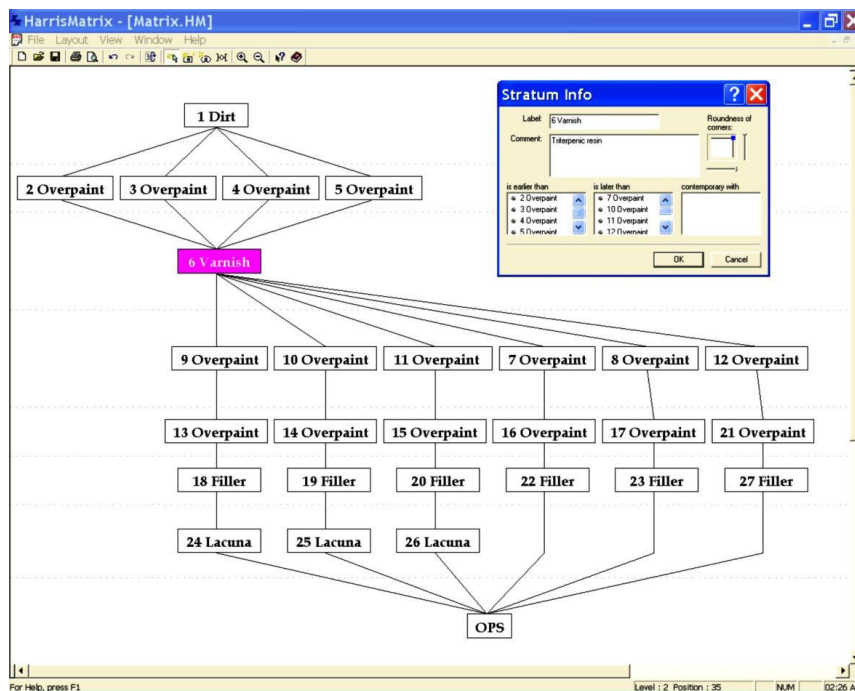 HarrisMatrix - [Matrix.HM]
File Layout View Window Help
1 Dirt
2 Overpaint 3 Overpaint 4 Overpaint 5 Overpaint
6 Varnish
9 Overpaint 10 Overpaint 11 Overpaint 7 Overpaint 8 Overpaint 12 Overpaint
13 Overpaint 14 Overpaint 15 Overpaint 16 Overpaint 17 Overpaint 21 Overpaint
18 Filler 19 Filler 20 Filler 22 Filler 23 Filler 27 Filler
24 Lacuna 25 Lacuna 26 Lacuna
OPS
Stratum Info
Label: 6 Varnish
Roundness of
corners:
Comment: Triterpenic resin
is earlier than
2 Overpaint
3 Overpaint
4 Overpaint
5 Overpaint
is later than
7 Overpaint
10 Overpaint
11 Overpaint
12 Overpaint
contemporary with
OK Cancel
For Help, press F1
Level : 2 Position : 35 NUM 02:26 A